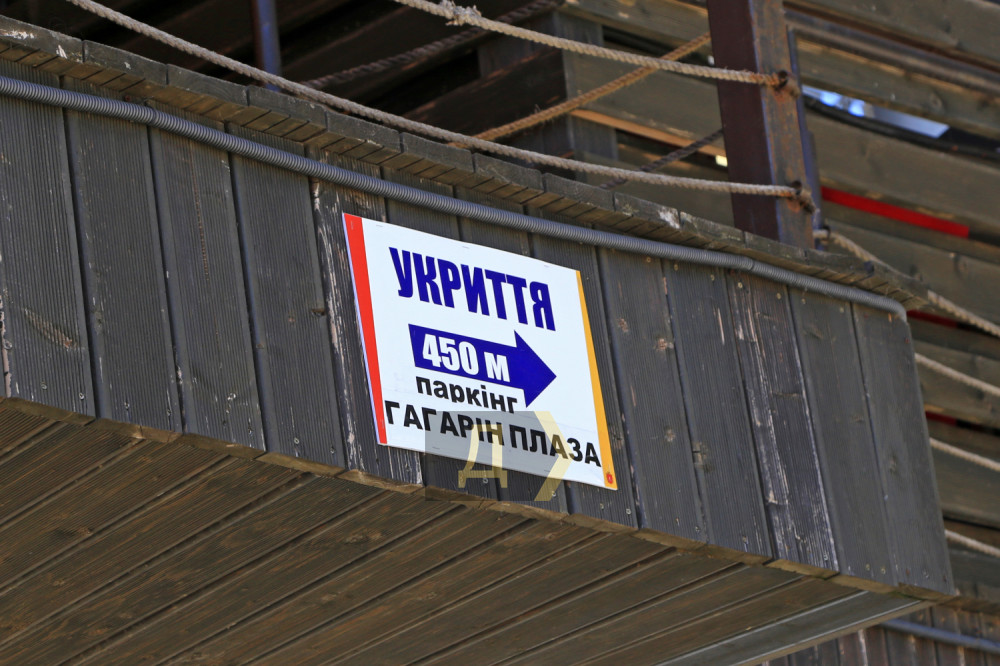 УКРИТТЯ
450 м
паркінг
ГАГАРІН ПЛАЗА
Д